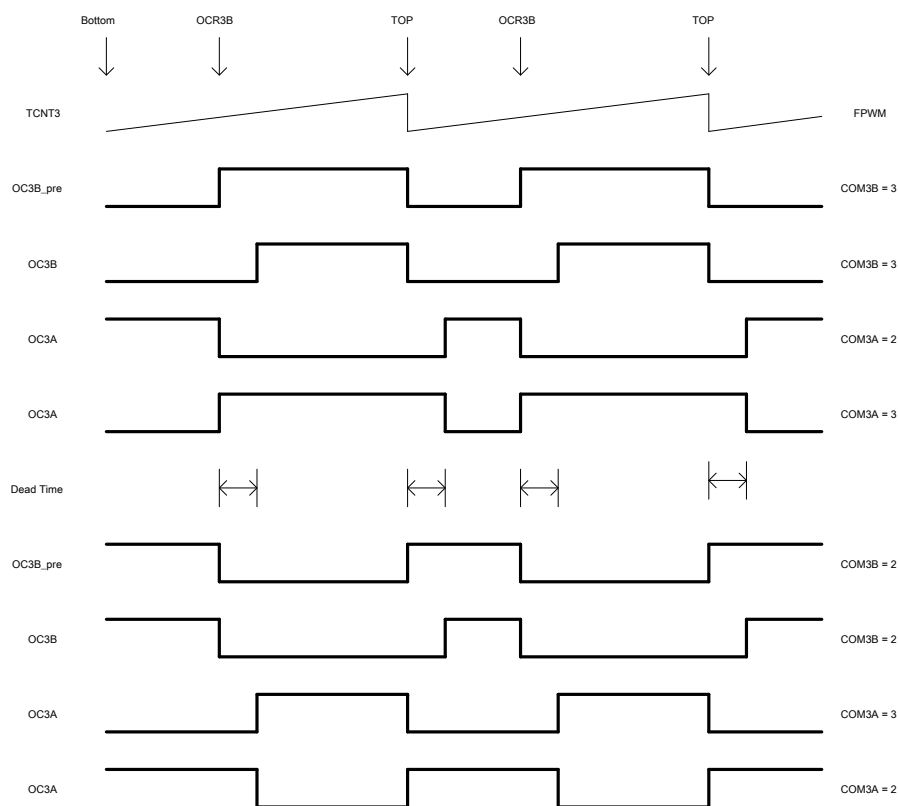 Bottom OCR3B TOP OCR3B TOP
TCNT3 FPWM
OC3B_pre COM3B = 3
OC3B COM3B = 3
OC3A COM3A = 2
OC3A COM3A = 3
Dead Time
OC3B_pre COM3B = 2
OC3B COM3B = 2
OC3A COM3A = 3
OC3A COM3A = 2